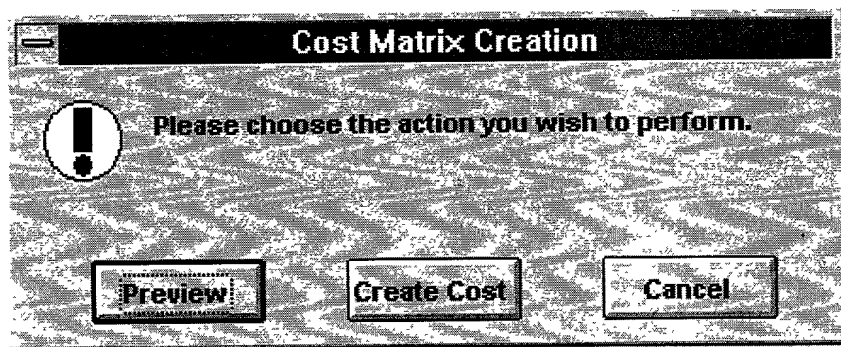 Cost Matrix Creation
Please choose the action you wish to perform.
Preview Create Cost Cancel